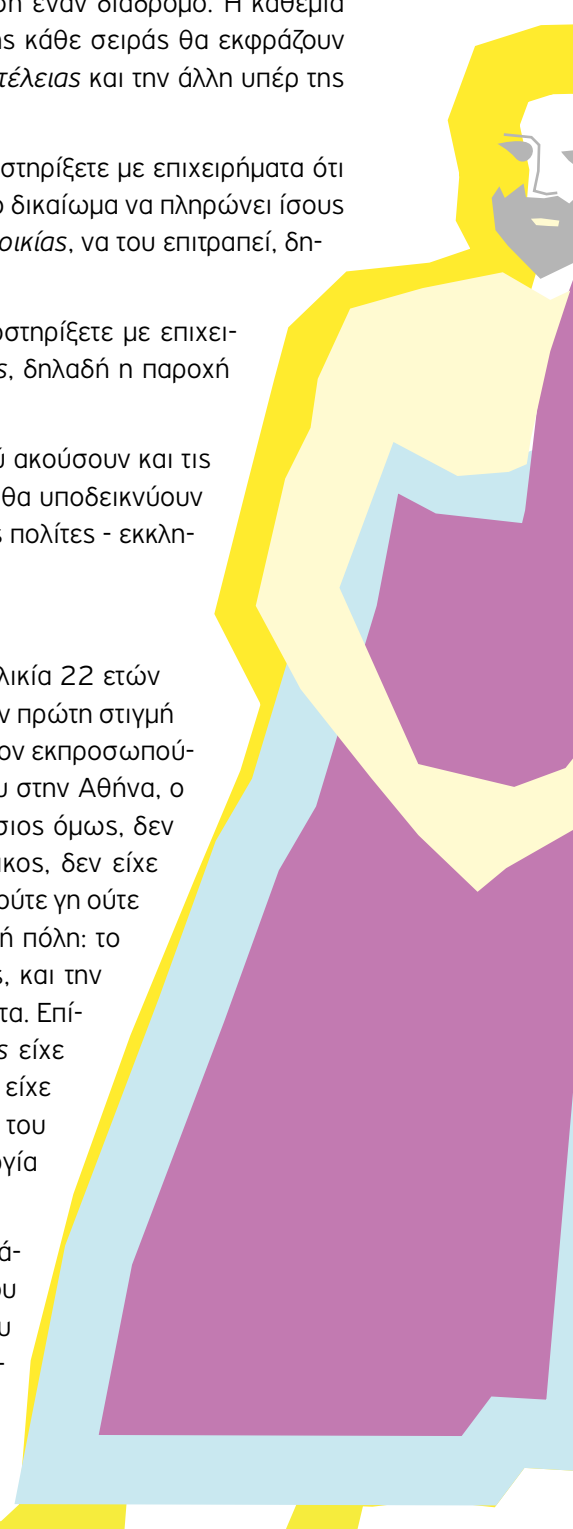 έναν διάδρομο. Η καθεμιά
κάθε σειράς θα εκφράζουν
τέλειας και την άλλη υπέρ της
στηρίξετε με επιχειρήματα ότι
δικαίωμα να πληρώνει ίσους
οικίας, να του επιτραπεί, δη-
οστηρίξετε με επιχει-
ς, δηλαδή η παροχή
ύ ακούσουν και τις
θα υποδεικνύουν
ς πολίτες - εκκλη-
λικία 22 ετών
ν πρώτη στιγμή
ον εκπροσωπού-
υ στην Αθήνα, ο
σιος όμως, δεν
ικος, δεν είχε
ούτε γη ούτε
ή πόλη: το
ς, και την
τα. Επί-
ς είχε
είχε
του
ργία
ά-
ου
υ
-